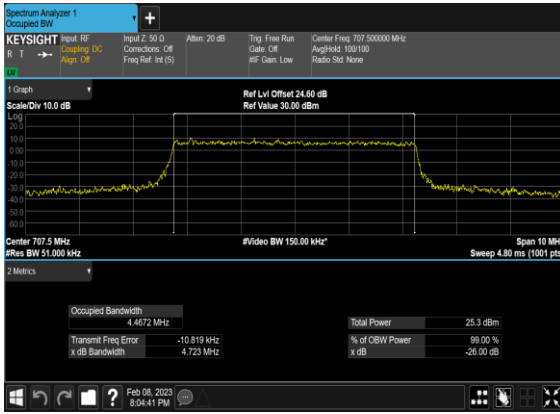 Spectrum Analyzer 1
Occupied BW
+
KEYSIGHT
R T
LW
Input: RF
Coupling: DC
Align: Off
Input Z: 50 Ω
Corrections: Off
Freq Ref: Int (S)
Atten: 20 dB
Trig: Free Run
Gate: Off
#IF Gain: Low
Center Freq: 707.500000 MHz
Avg|Hold: 100/100
Radio Std: None
1 Graph
Scale/Div 10.0 dB
Ref Lvl Offset 24.60 dB
Ref Value 30.00 dBm
Log
20.0
10.0
0.00
-10.0
-20.0
-30.0
-40.0
-50.0
-60.0
Center 707.5 MHz
#Video BW 150.00 kHz*
Span 10 MH
#Res BW 51.000 kHz
Sweep 4.80 ms (1001 pts
2 Metrics
Occupied Bandwidth
4.4672 MHz
Total Power 25.3 dBm
Transmit Freq Error -10.819 kHz
% of OBW Power 99.00 %
x dB Bandwidth 4.723 MHz
x dB -26.00 dB
?
Feb 08, 2023
8:04:41 PM